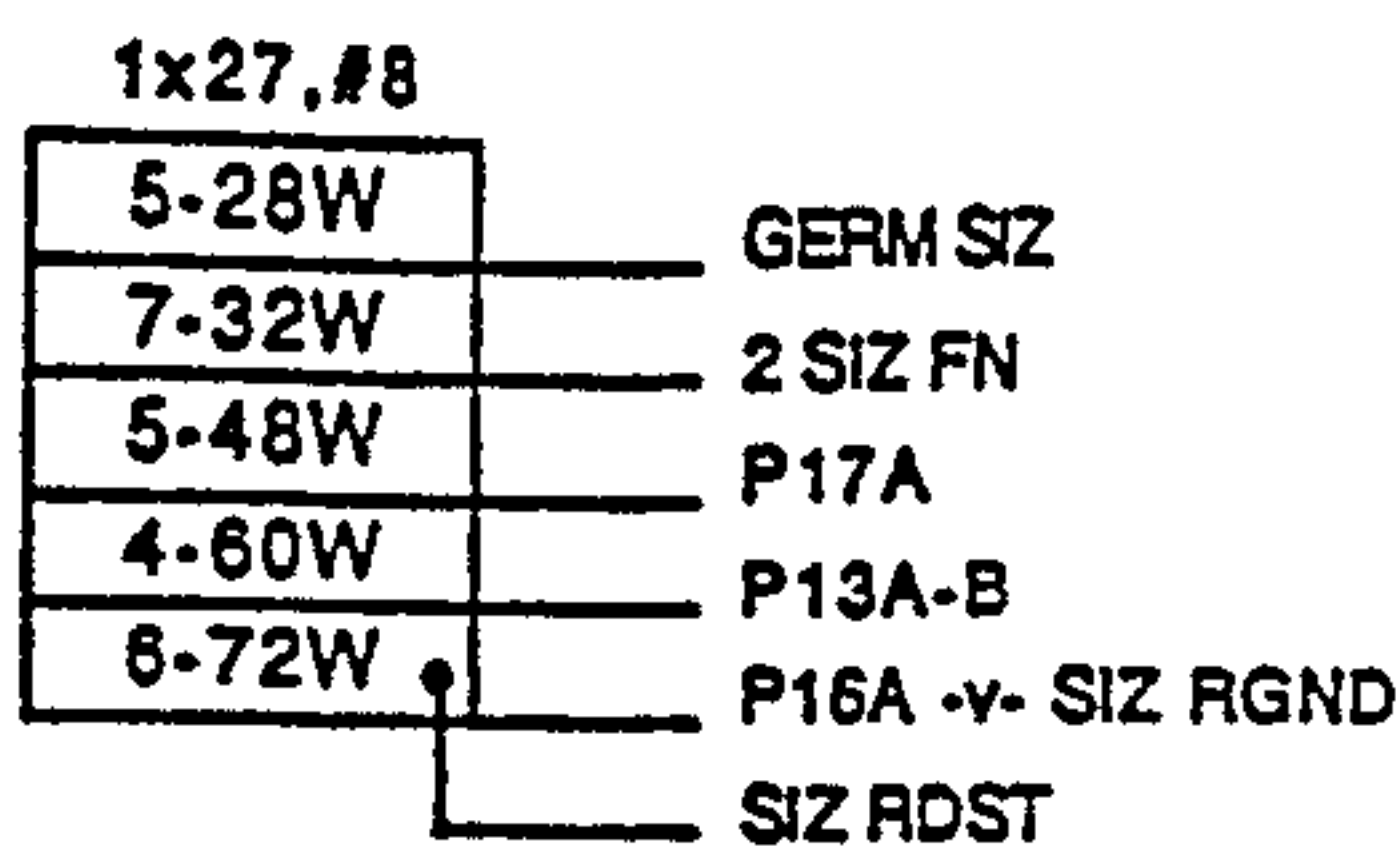 1x27,#8
5-28W
GERM SIZ
7-32W
2 SIZ FN
5-48W
P17A
4-60W
P13A-B
6-72W
P16A -v- SIZ RGND
SIZ RDST